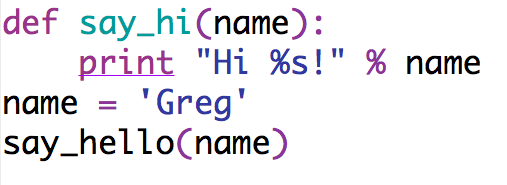 def say_hi(name):
    print "Hi %s!" % name
name = 'Greg'
say_hello(name)